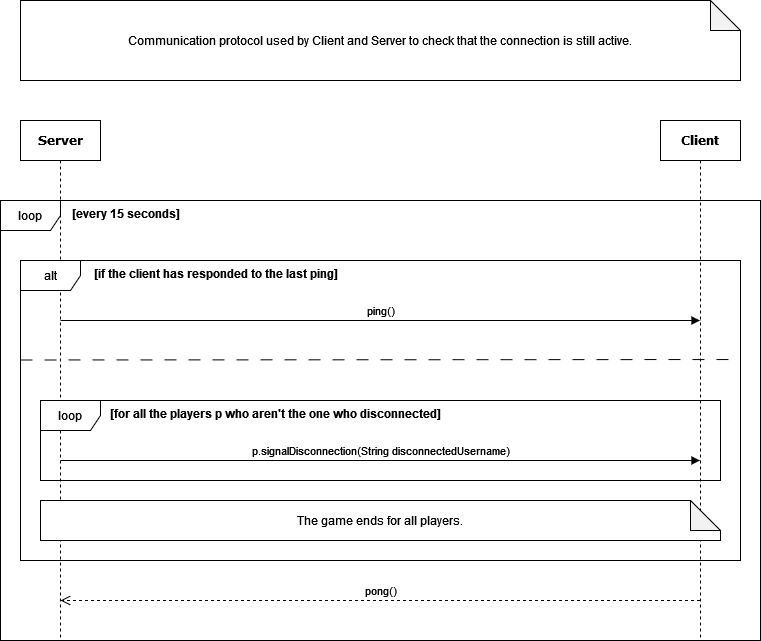 Communication protocol used by Client and Server to check that the connection is still active.
Server
Client
loop
[every 15 seconds]
alt
[if the client has responded to the last ping]
ping()
loop
[for all the players p who aren't the one who disconnected]
p.signalDisconnection(String disconnectedUsername)
The game ends for all players.
pong()